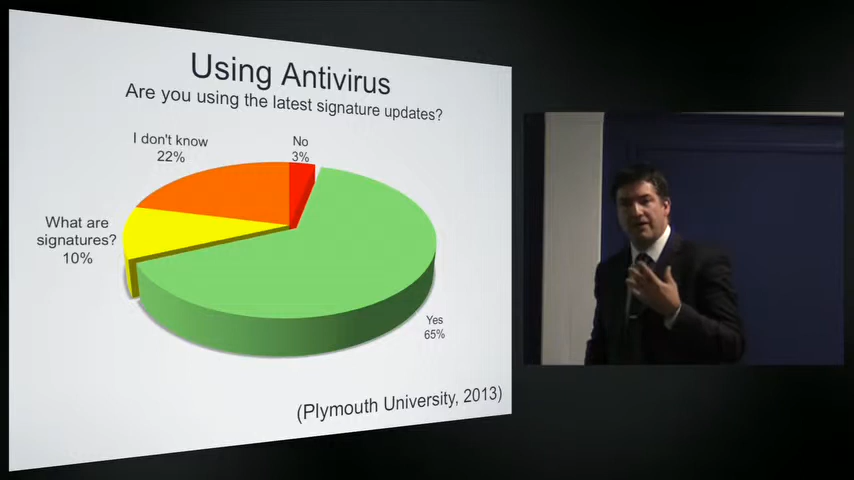 Using Antivirus
Are you using the latest signature updates?
I don't know
22%
No
3%
What are
signatures?
10%
Yes
65%
(Plymouth University, 2013)